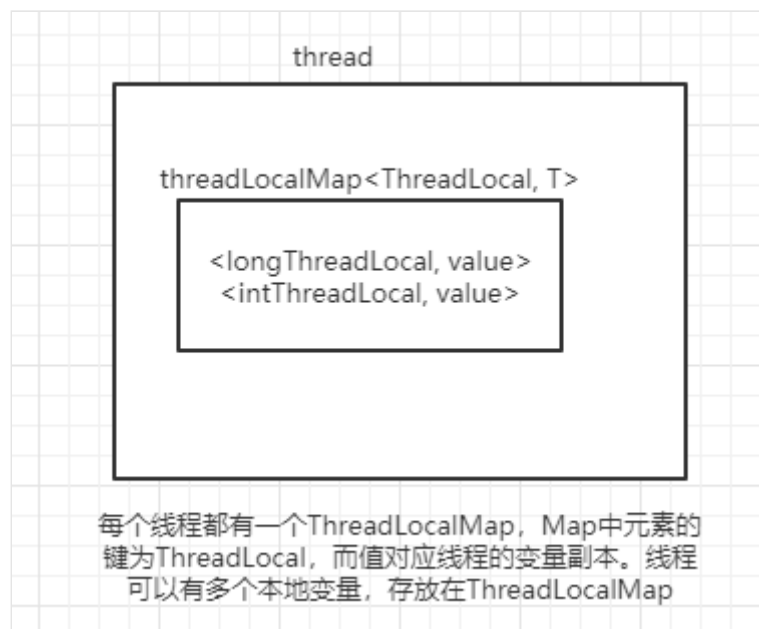 thread
threadLocalMap<ThreadLocal, T>
<longThreadLocal, value>
<intThreadLocal, value>
每个线程都有一个ThreadLocalMap，Map中元素的
键为ThreadLocal，而值对应线程的变量副本。线程
可以有多个本地变量，存放在ThreadLocalMap